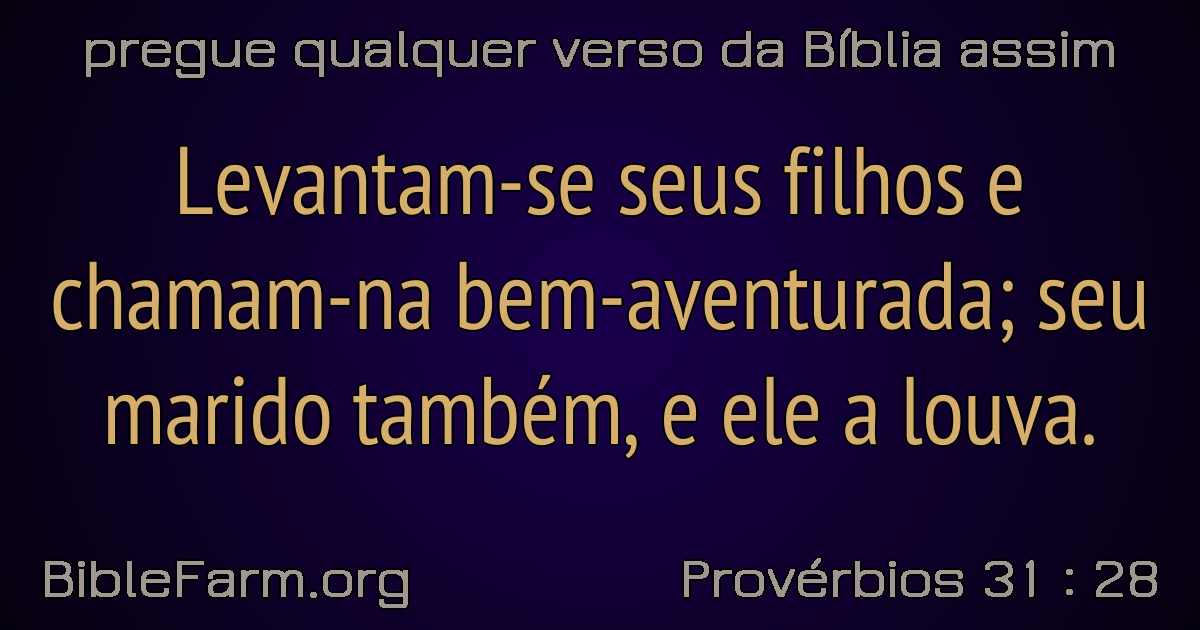 pregue qualquer verso da Bíblia assim
Levantam-se seus filhos e
chamam-na bem-aventurada; seu
marido também, e ele a louva.
BibleFarm.org
Provérbios 31 : 28